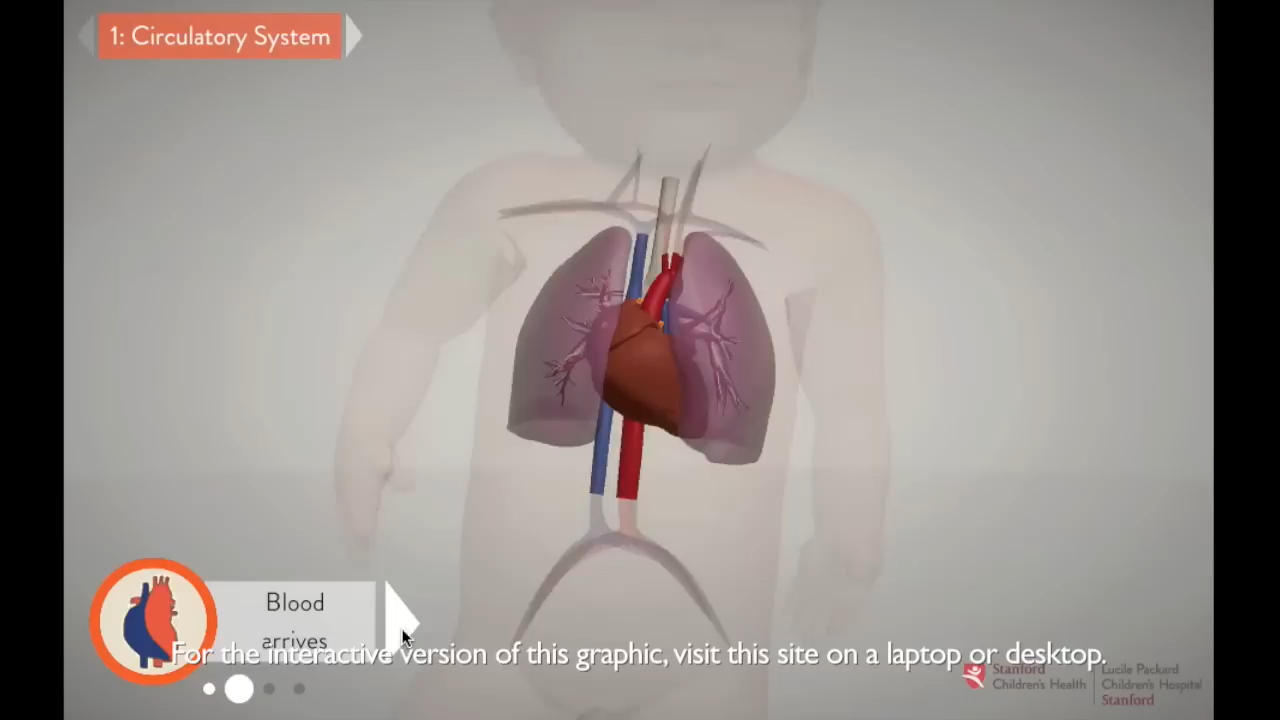 1: Circulatory System
Blood
arrives
For the interactive version of this graphic, visit this site on a laptop or desktop.
Stanford
Children's Health
Lucile Packard
Children's Hospital
Stanford